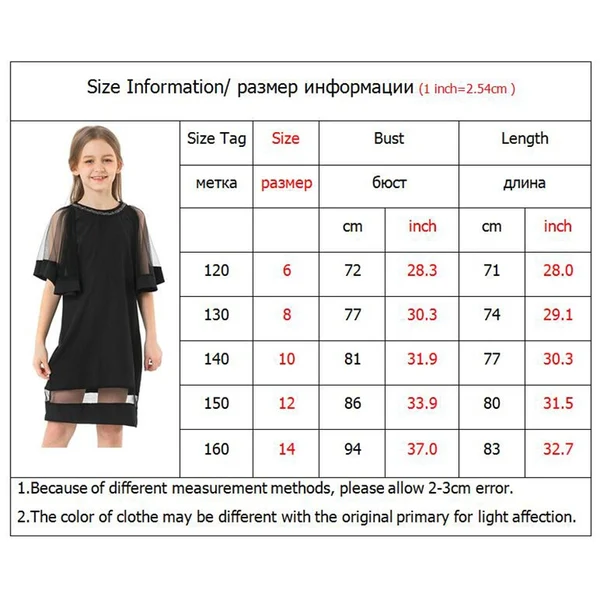 Size Information/ размер информации (1 inch=2.54cm )
Size Tag Size Bust Length
метка размер бюст длина
cm inch cm inch
120 6 72 28.3 71 28.0
130 8 77 30.3 74 29.1
140 10 81 31.9 77 30.3
150 12 86 33.9 80 31.5
160 14 94 37.0 83 32.7
1.Because of different measurement methods, please allow 2-3cm error.
2.The color of clothe may be different with the original primary for light affection.